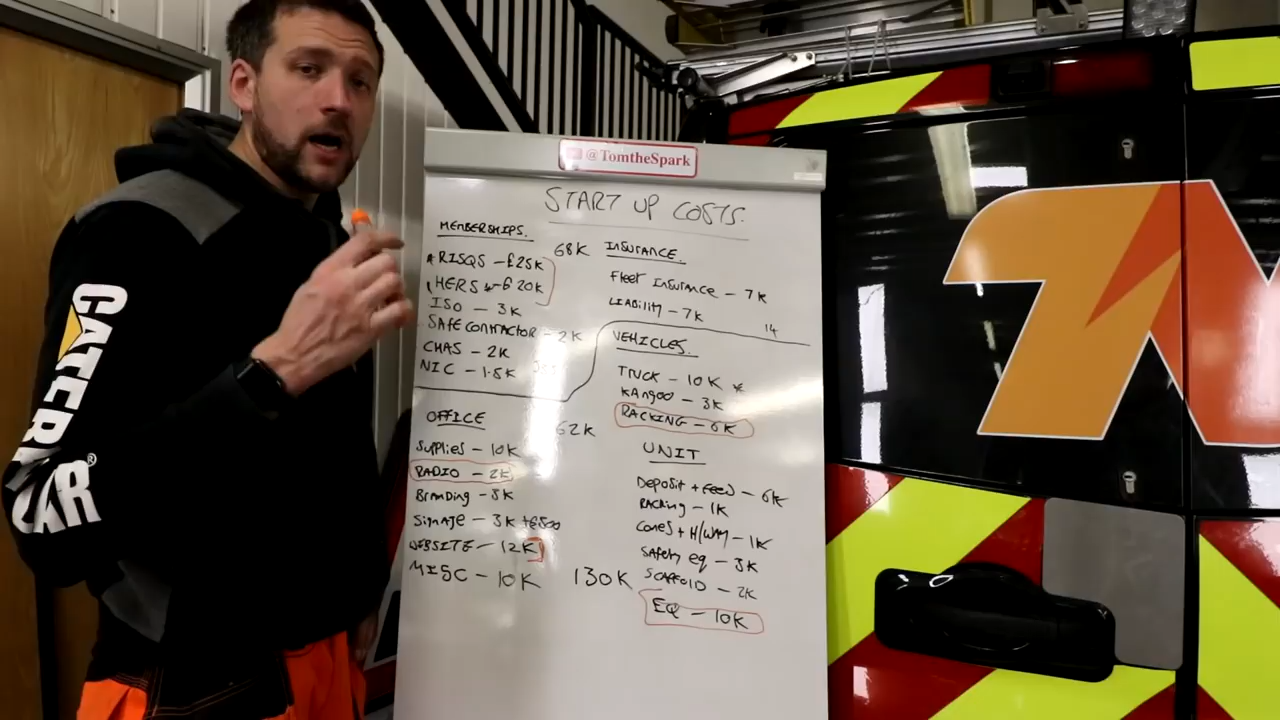 @TomtheSpark
START UP COSTS.
MEMBERSHIPS.
RISQS - £25K
HERS - £20K
ISO - 3K
SAFE CONTRACTOR - 2K
CHAS - 2K
NIC - 1.5K
68K
INSURANCE.
Fleet Insurance - 7K
LIABILITY - 7K
14
VEHICLES.
TRUCK - 10K *
KANGOO - 3K
RACKING - 6K
OFFICE
62K
Supplies - 10K
RADIO - 2K
Branding - 8K
Signage - 3K +£500
WEBSITE - 12K
MISC - 10K
130K
UNIT
Deposit + Feed - 6K
Racking - 1K
Cones + H/Way - 1K
Safety eq - 3K
SCAFFOLD - 2K
EQ - 10K
CATERPILLAR®